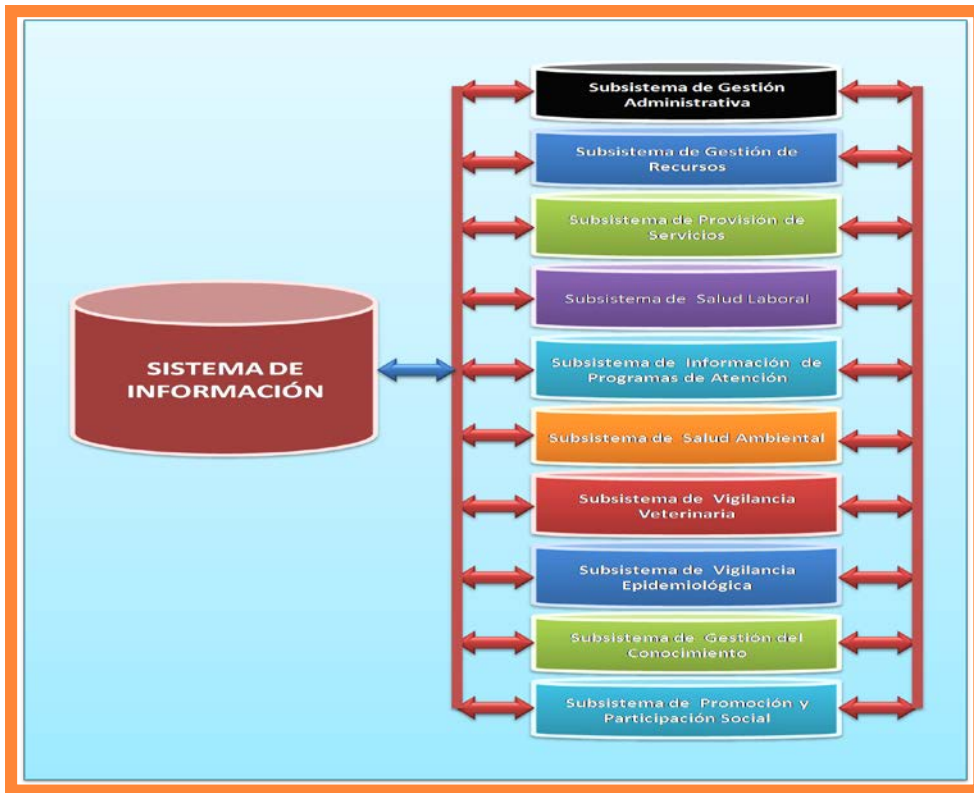 Subsistema de Gestión
Administrativa
Subsistema de Gestión de
Recursos
Subsistema de Provisión de
Servicios
Subsistema de Salud Laboral
Subsistema de Información de
Programas de Atención
Subsistema de Salud Ambiental
Subsistema de Vigilancia
Veterinaria
Subsistema de Vigilancia
Epidemiológica
Subsistema de Gestión del
Conocimiento
Subsistema de Promoción y
Participación Social
SISTEMA DE
INFORMACIÓN